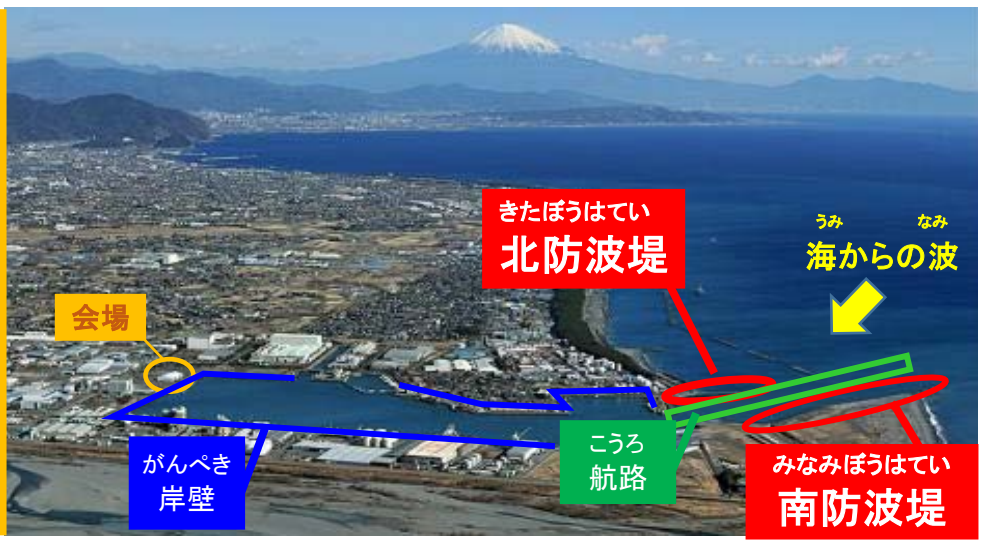 きたぼうはてい
北防波堤
うみ なみ
海からの波
会場
がんぺき
岸壁
こうろ
航路
みなみぼうはてい
南防波堤